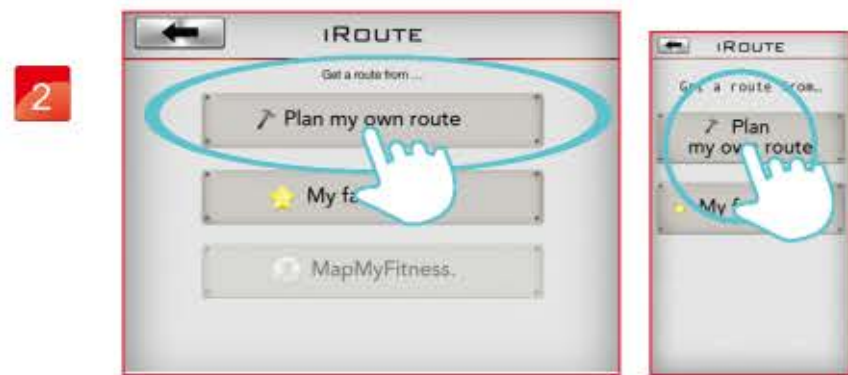 2
iROUTE
Get a route from ...
Plan my own route
My fa
MapMyFitness.
iROUTE
Get a route from…
Plan
my own route
My f